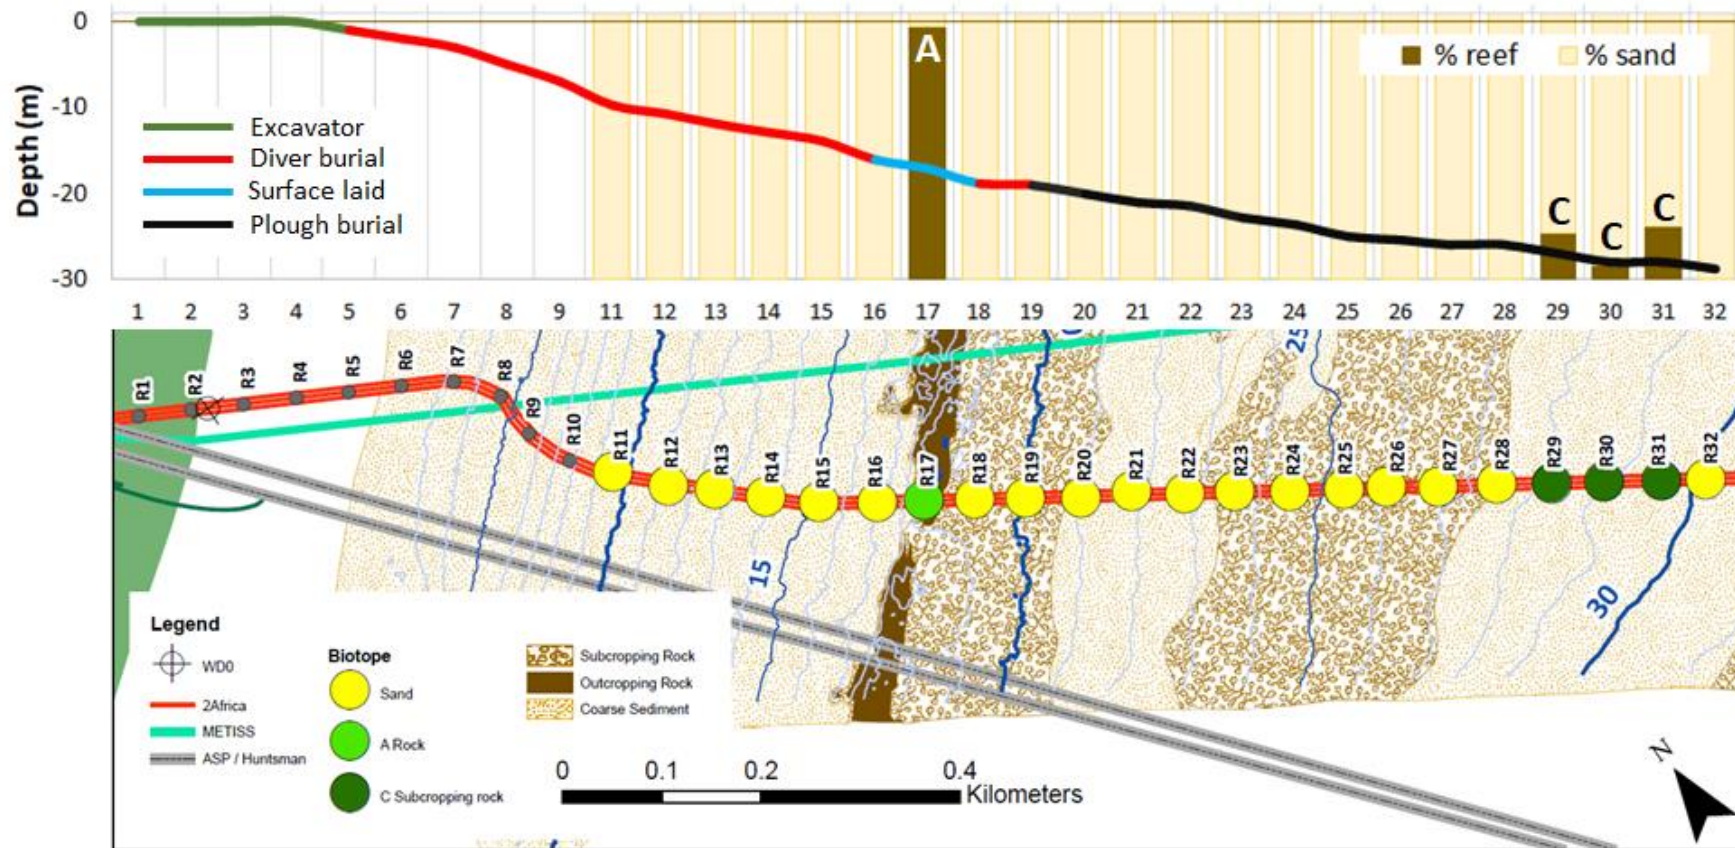 0
-10
-20
-30
Depth (m)
Excavator
Diver burial
Surface laid
Plough burial
A
% reef
% sand
C
C
C
1 2 3 4 5 6 7 8 9 11 12 13 14 15 16 17 18 19 20 21 22 23 24 25 26 27 28 29 30 31 32
R1 R2 R3 R4 R5 R6 R7 R8 R9 R10 R11 R12 R13 R14 R15 R16 R17 R18 R19 R20 R21 R22 R23 R24 R25 R26 R27 R28 R29 R30 R31 R32
25
15
30
Legend
WD0
2Africa
METISS
ASP / Huntsman
Biotope
Sand
A Rock
C Subcropping rock
Subcropping Rock
Outcropping Rock
Coarse Sediment
0 0.1 0.2 0.4
Kilometers
N